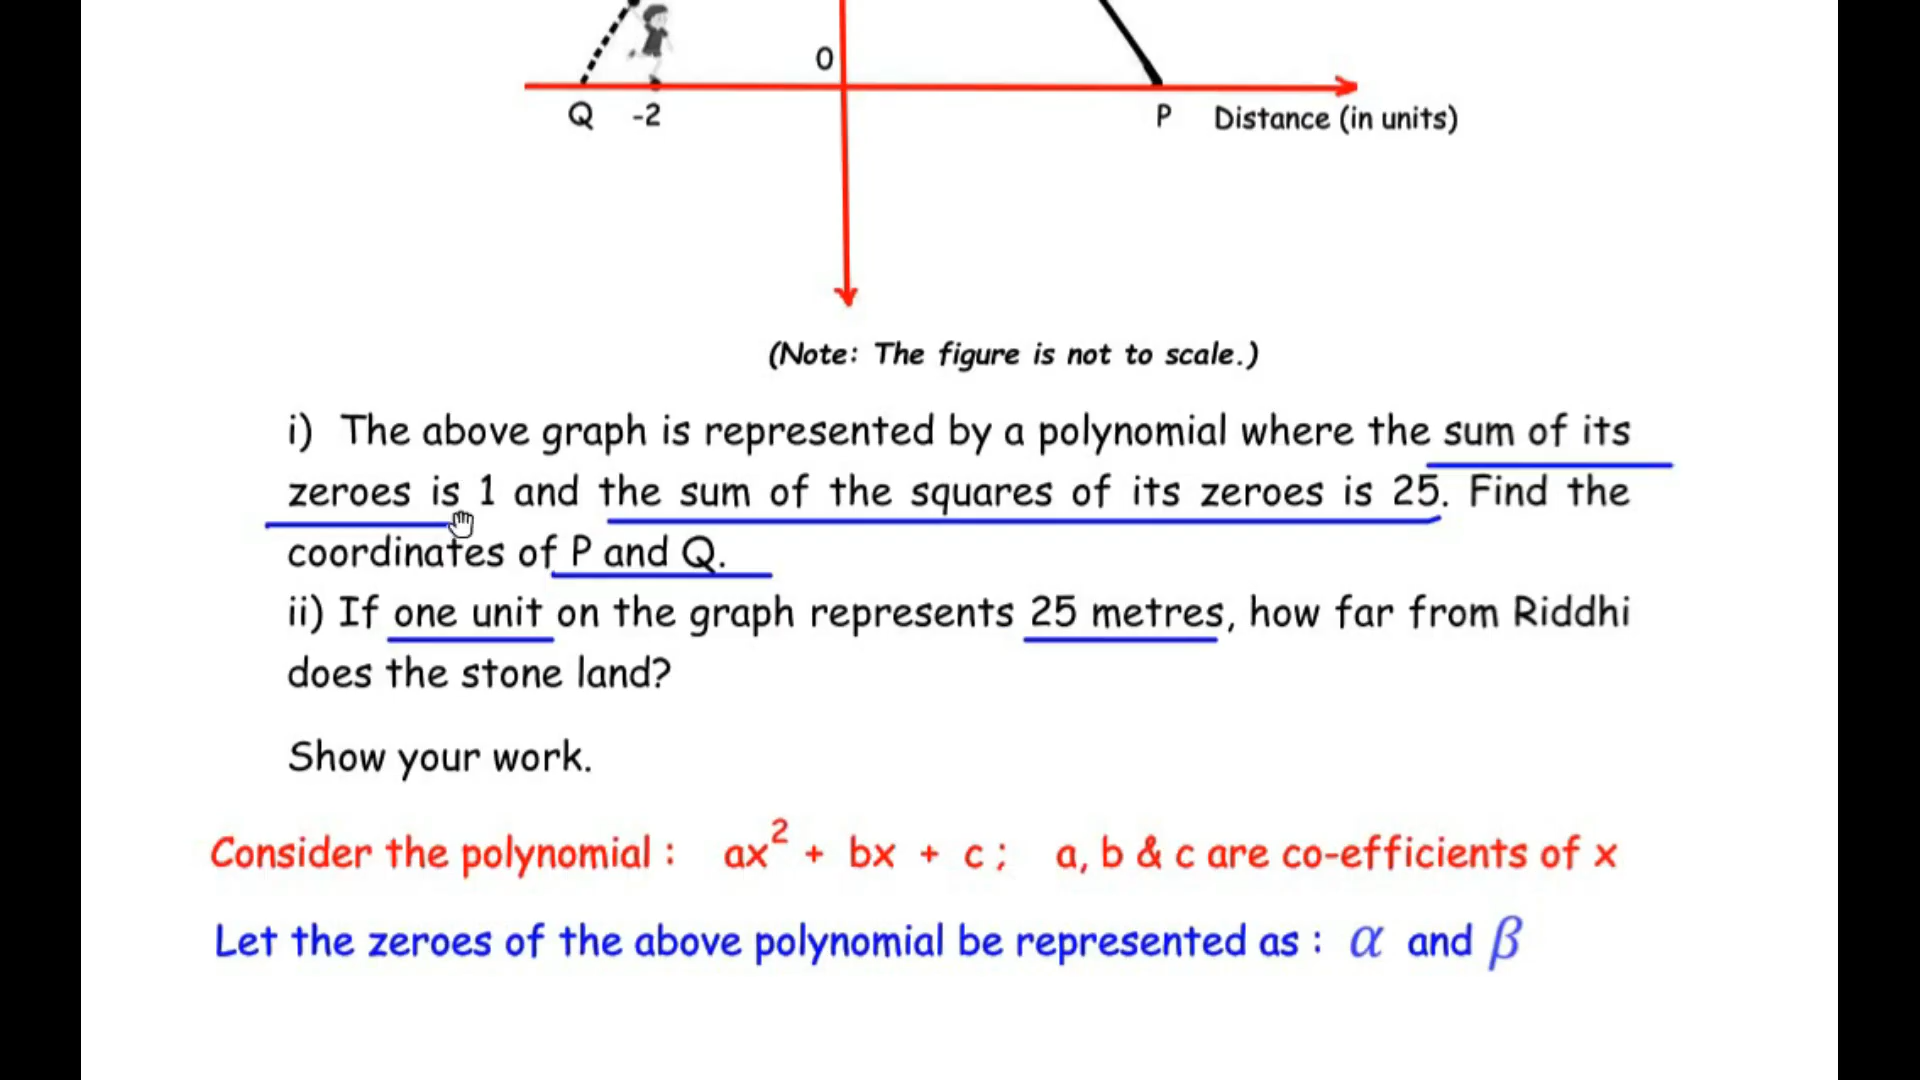 0
Q -2 P Distance (in units)
(Note: The figure is not to scale.)
i) The above graph is represented by a polynomial where the sum of its
zeroes is 1 and the sum of the squares of its zeroes is 25. Find the
coordinates of P and Q.
ii) If one unit on the graph represents 25 metres, how far from Riddhi
does the stone land?
Show your work.
Consider the polynomial : ax² + bx + c ; a, b & c are co-efficients of x
Let the zeroes of the above polynomial be represented as : α and β